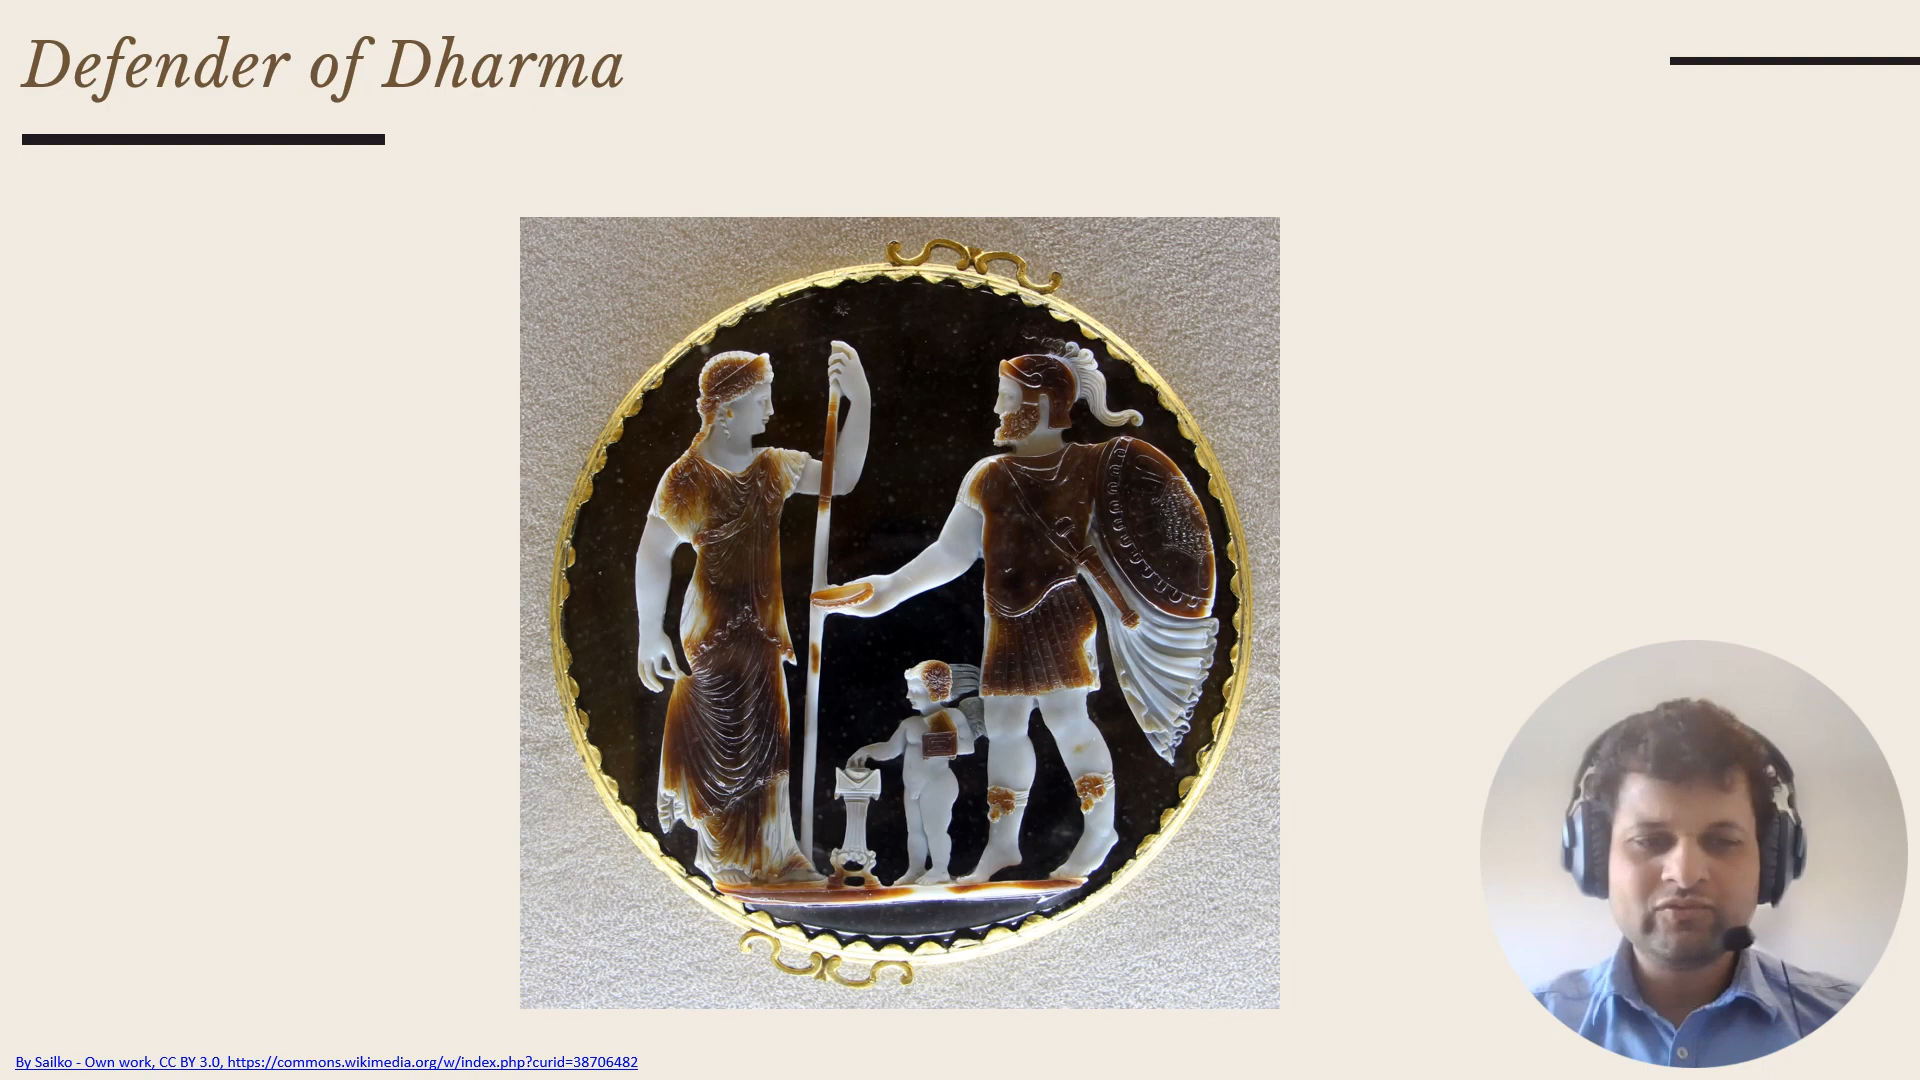 Defender of Dharma
By Sailko - Own work, CC BY 3.0, https://commons.wikimedia.org/w/index.php?curid=38706482